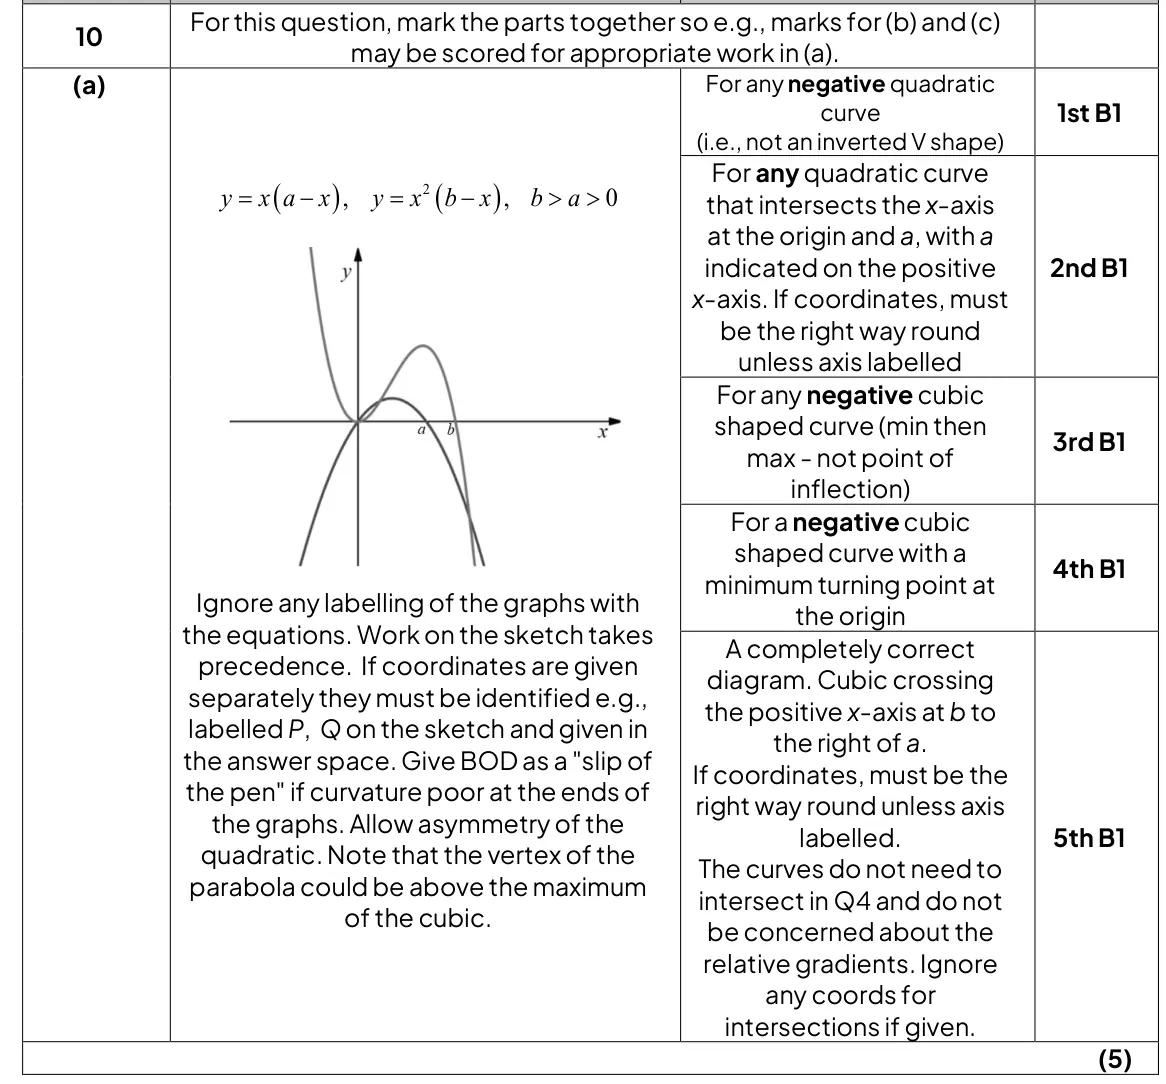 10
For this question, mark the parts together so e.g., marks for (b) and (c)
may be scored for appropriate work in (a).
(a)
y = x(a − x),   y = x²(b − x),   b > a > 0
y
a
b
x
Ignore any labelling of the graphs with
the equations. Work on the sketch takes
precedence. If coordinates are given
separately they must be identified e.g.,
labelled P, Q on the sketch and given in
the answer space. Give BOD as a "slip of
the pen" if curvature poor at the ends of
the graphs. Allow asymmetry of the
quadratic. Note that the vertex of the
parabola could be above the maximum
of the cubic.
For any negative quadratic
curve
(i.e., not an inverted V shape)
1st B1
For any quadratic curve
that intersects the x-axis
at the origin and a, with a
indicated on the positive
x-axis. If coordinates, must
be the right way round
unless axis labelled
2nd B1
For any negative cubic
shaped curve (min then
max - not point of
inflection)
3rd B1
For a negative cubic
shaped curve with a
minimum turning point at
the origin
4th B1
A completely correct
diagram. Cubic crossing
the positive x-axis at b to
the right of a.
If coordinates, must be the
right way round unless axis
labelled.
The curves do not need to
intersect in Q4 and do not
be concerned about the
relative gradients. Ignore
any coords for
intersections if given.
5th B1
(5)